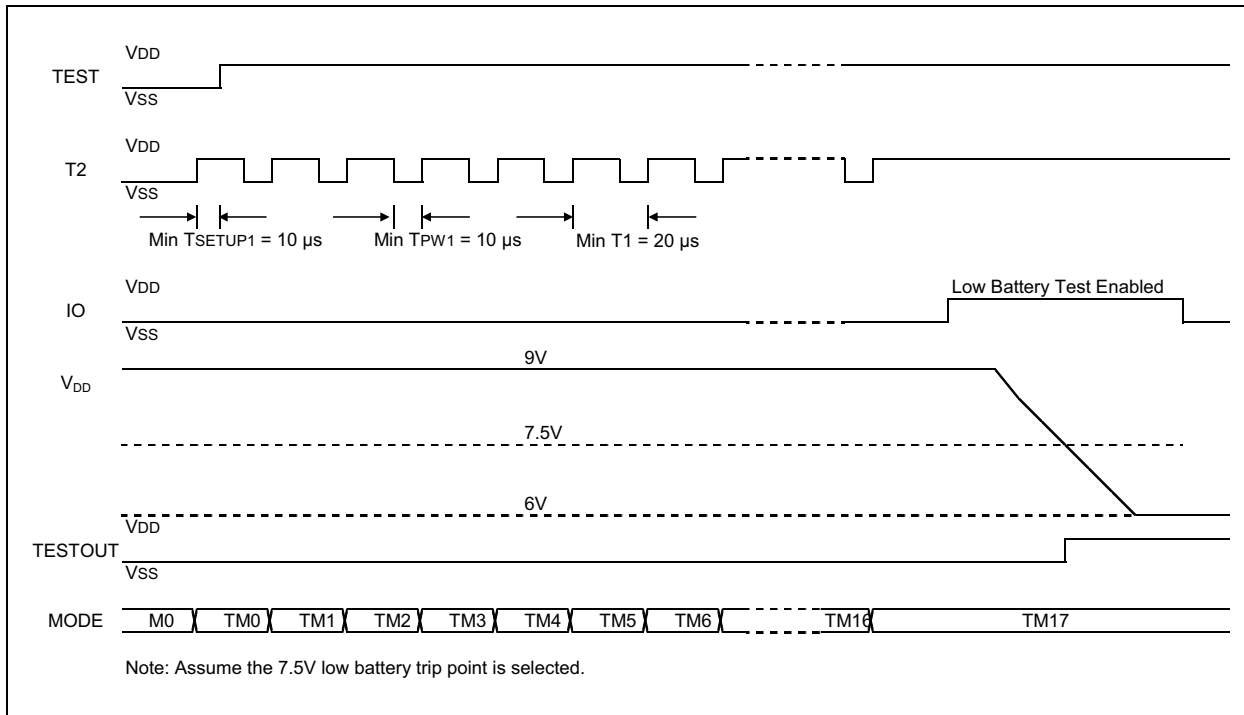 VDD
TEST
VSS
VDD
T2
VSS
Min TSETUP1 = 10 µs Min TPW1 = 10 µs Min T1 = 20 µs
VDD Low Battery Test Enabled
IO
VSS
9V
VDD
7.5V
6V
VDD
TESTOUT
VSS
MODE M0 TM0 TM1 TM2 TM3 TM4 TM5 TM6 TM16 TM17
Note: Assume the 7.5V low battery trip point is selected.